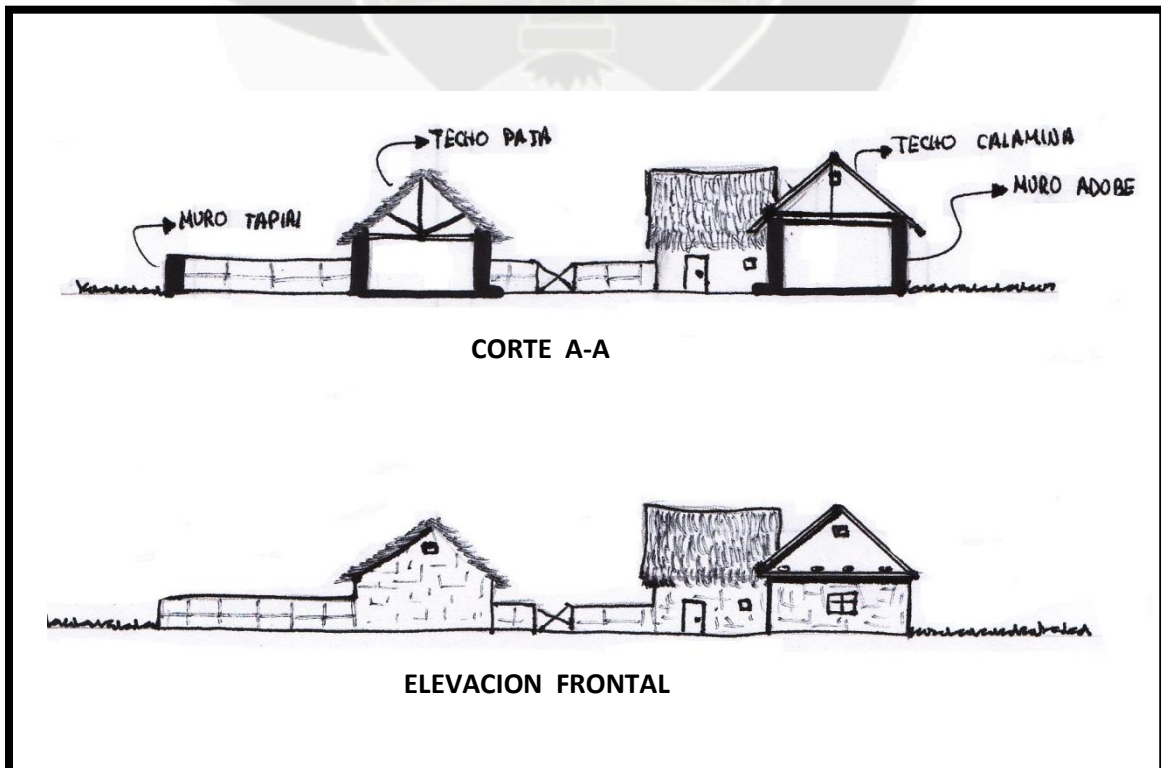 TECHO PAJA
TECHO CALAMINA
MURO ADOBE
MURO TAPIAL
CORTE A-A
ELEVACION FRONTAL